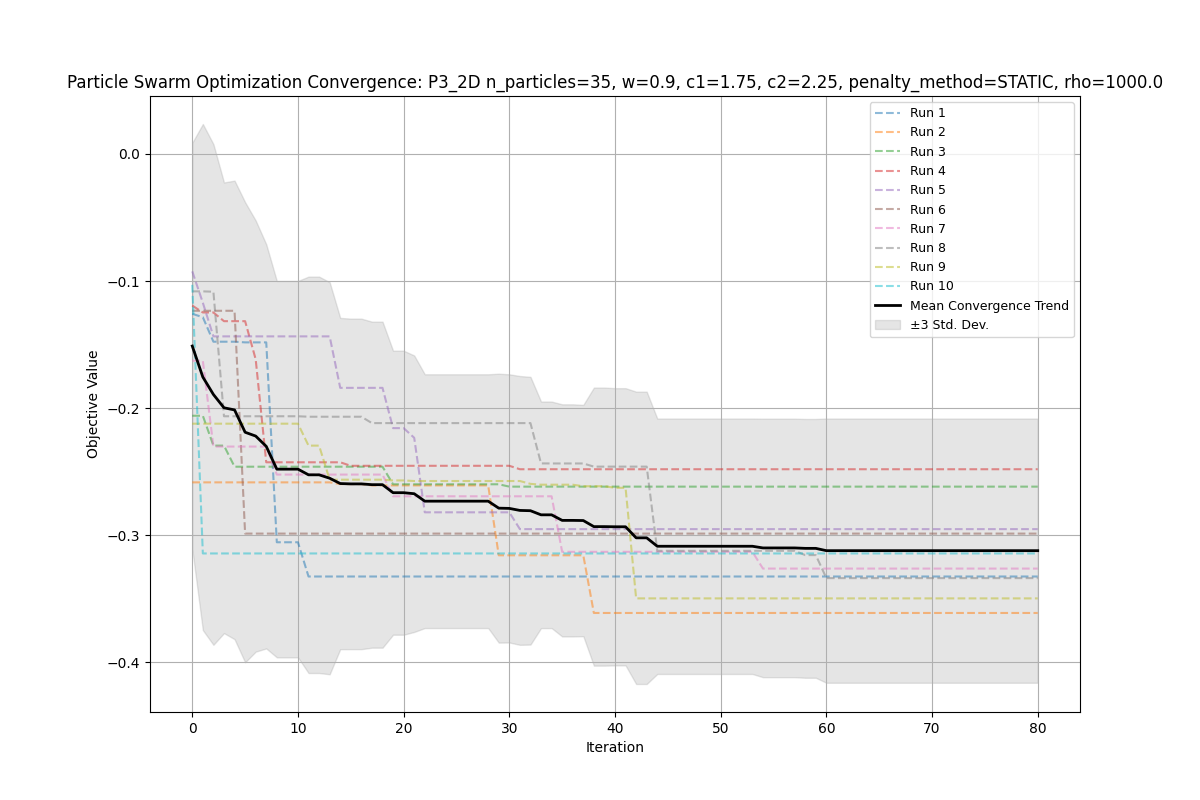 Particle Swarm Optimization Convergence: P3_2D n_particles=35, w=0.9, c1=1.75, c2=2.25, penalty_method=STATIC, rho=1000.0
Run 1
Run 2
Run 3
Run 4
Run 5
Run 6
Run 7
Run 8
Run 9
Run 10
Mean Convergence Trend
±3 Std. Dev.
Objective Value
0.0
−0.1
−0.2
−0.3
−0.4
0 10 20 30 40 50 60 70 80
Iteration